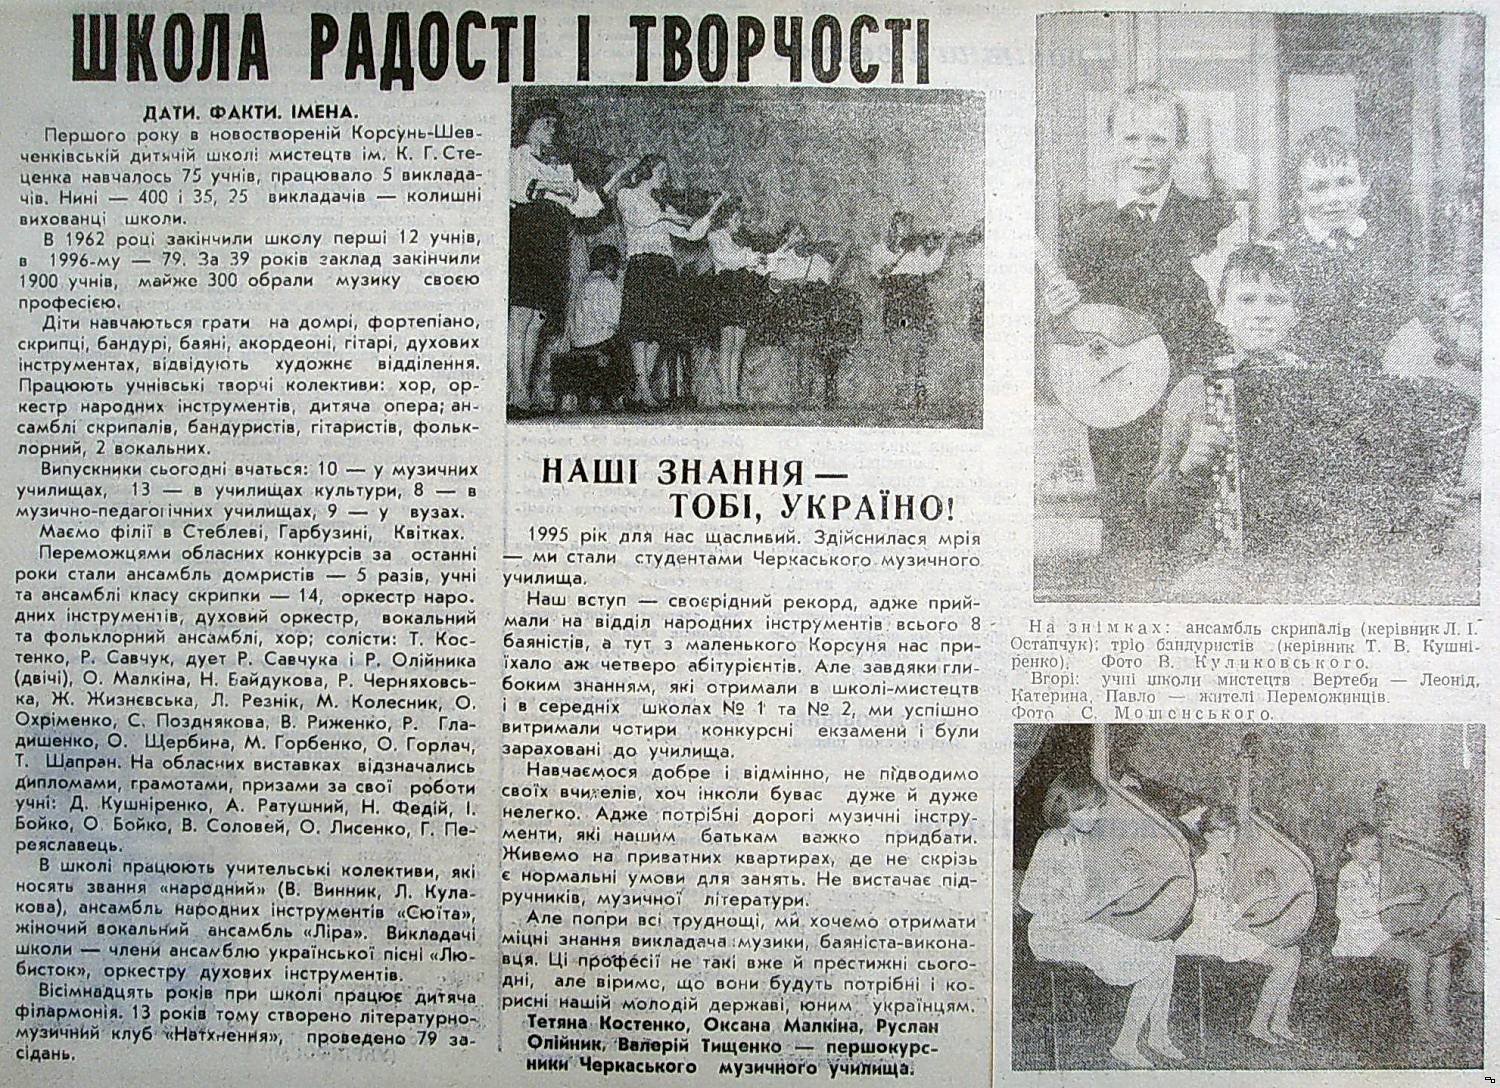 ШКОЛА РАДОСТІ І ТВОРЧОСТІ
ДАТИ. ФАКТИ. ІМЕНА.
Першого року в новоствореній Корсунь-Шев-
ченківській дитячій школі мистецтв ім. К. Г. Сте-
ценка навчалось 75 учнів, працювало 5 виклада-
чів. Нині — 400 і 35, 25 викладачів — колишні
вихованці школи.
В 1962 році закінчили школу перші 12 учнів,
в 1996-му — 79. За 39 років заклад закінчили
1900 учнів, майже 300 обрали музику своєю
професією.
Діти навчаються грати на домрі, фортепіано,
скрипці, бандурі, баяні, акордеоні, гітарі, духових
інструментах, відвідують художнє відділення.
Працюють учнівські творчі колективи: хор, ор-
кестр народних інструментів, дитяча опера; ан-
самблі скрипалів, бандуристів, гітаристів, фольк-
лорний, 2 вокальних.
Випускники сьогодні вчаться: 10 — у музичних
училищах, 13 — в училищах культури, 8 — в
музично-педагогічних училищах, 9 — у вузах.
Маємо філії в Стеблеві, Гарбузині, Квітках.
Переможцями обласних конкурсів за останні
роки стали ансамбль домристів — 5 разів, учні
та ансамблі класу скрипки — 14, оркестр наро.
дних інструментів, духовий оркестр, вокальний
та фольклорний ансамблі, хор; солісти: Т. Кос-
тенко, Р. Савчук, дует Р. Савчука і Р. Олійника
(двічі), О. Малкіна, Н. Байдукова, Р. Черняховсь-
ка, Ж. Жизнєвська, Л. Резнік, М. Колесник, О.
Охріменко, С. Позднякова, В. Риженко, Р. Гла-
дишенко, О. Щербина, М. Горбенко, О. Горлач,
Т. Шапран. На обласних виставках відзначались
дипломами, грамотами, призами за свої роботи
учні: Д. Кушніренко, А. Ратушний, Н. Федій, І.
Бойко, О. Бойко, В. Соловей, О. Лисенко, Г. Пе-
реяславець.
В школі працюють учительські колективи, які
носять звання «народний» (В. Винник, Л. Кула-
кова), ансамбль народних інструментів «Сюїта»,
жіночий вокальний ансамбль «Ліра». Викладачі
школи — члени ансамблю української пісні «Лю-
бисток», оркестру духових інструментів.
Вісімнадцять років при школі працює дитяча
філармонія. 13 років тому створено літературно-
музичний клуб «Натхнення», проведено 79 за-
сідань.
НАШІ ЗНАННЯ —
ТОБІ, УКРАЇНО!
1995 рік для нас щасливий. Здійснилася мрія
— ми стали студентами Черкаського музичного
училища.
Наш вступ — своєрідний рекорд, адже прий-
мали на відділ народних інструментів всього 8
баяністів, а тут з маленького Корсуня нас при-
їхало аж четверо абітурієнтів. Але завдяки гли-
боким знанням, які отримали в школі-мистецтв
і в середніх школах № 1 та № 2, ми успішно
витримали чотири конкурсні екзамени і були
зараховані до училища.
Навчаємося добре і відмінно, не підводимо
своїх вчителів, хоч інколи буває дуже й дуже
нелегко. Адже потрібні дорогі музичні інстру-
менти, які нашим батькам важко придбати.
Живемо на приватних квартирах, де не скрізь
є нормальні умови для занять. Не вистачає під-
ручників, музичної літератури.
Але попри всі труднощі, ми хочемо отримати
міцні знання викладача музики, баяніста-викона-
вця. Ці професії не такі вже й престижні сього-
дні, але віримо, що вони будуть потрібні і ко-
рисні нашій молодій державі, юним українцям.
Тетяна Костенко, Оксана Малкіна, Руслан
Олійник, Валерій Тищенко — першокурс-
ники Черкаського музичного училища.
На знімках: ансамбль скрипалів (керівник Л. І.
Остапчук); тріо бандуристів (керівник Т. В. Кушні-
ренко). Фото В. Куликовського.
Вгорі: учні школи мистецтв Вертеби — Леонід,
Катерина, Павло — жителі Переможинців.
Фото С. Мошенського.